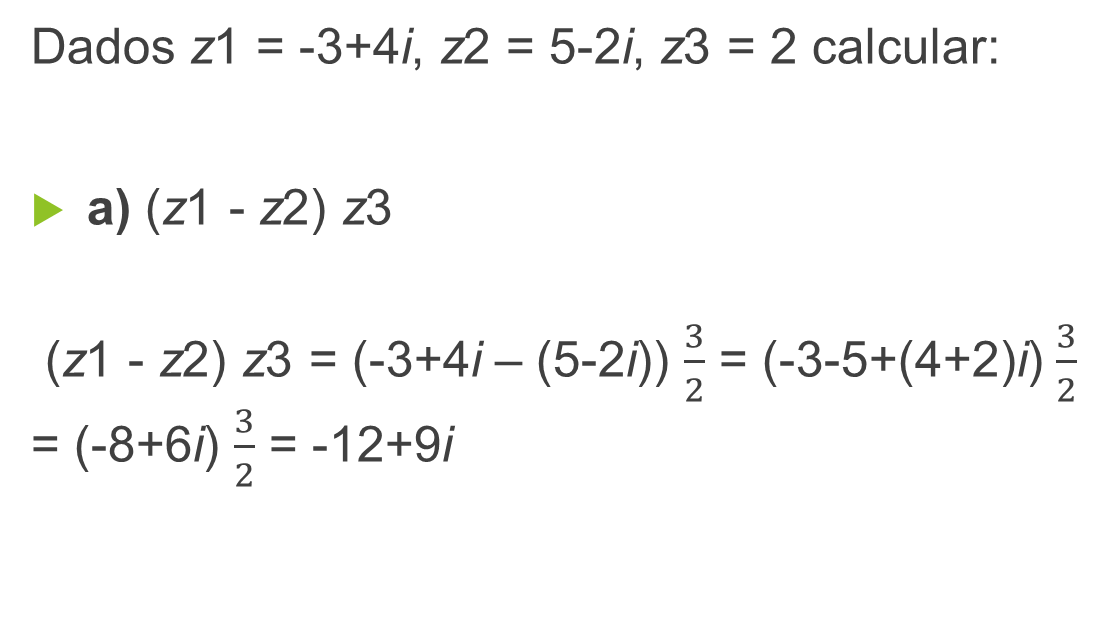 Dados z1 = -3+4i, z2 = 5-2i, z3 = 2 calcular:
a) (z1 - z2) z3
(z1 - z2) z3 = (-3+4i – (5-2i)) 3/2 = (-3-5+(4+2)i) 3/2
= (-8+6i) 3/2 = -12+9i